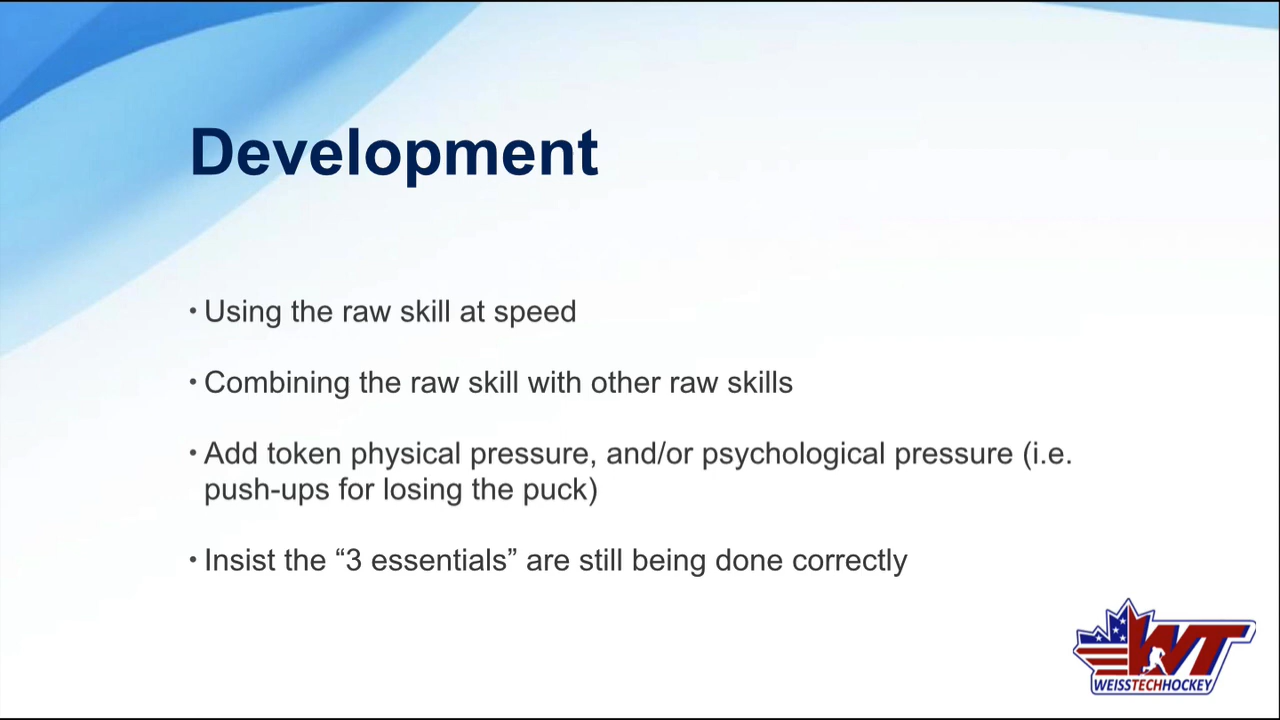 Development
• Using the raw skill at speed
• Combining the raw skill with other raw skills
• Add token physical pressure, and/or psychological pressure (i.e.
push-ups for losing the puck)
• Insist the “3 essentials” are still being done correctly
WT
WEISSTECHHOCKEY